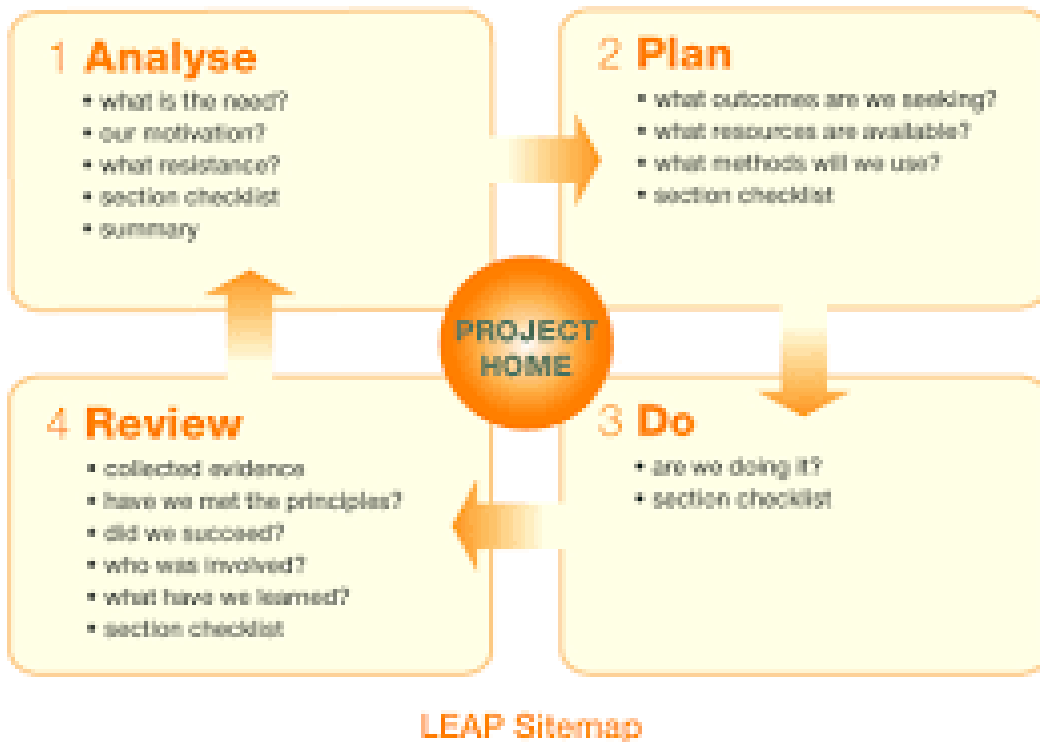 1 Analyse
• what is the need?
• our motivation?
• what resistance?
• section checklist
• summary
2 Plan
• what outcomes are we seeking?
• what resources are available?
• what methods will we use?
• section checklist
PROJECT
HOME
3 Do
• are we doing it?
• section checklist
4 Review
• collected evidence
• have we met the principles?
• did we succeed?
• who was involved?
• what have we learned?
• section checklist
LEAP Sitemap